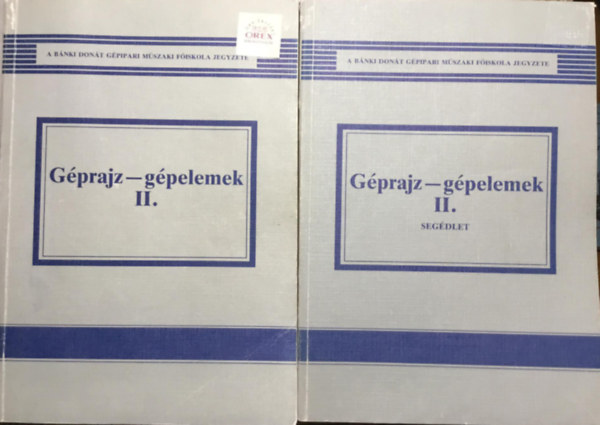 OREX
A BÁNKI DONÁT GÉPIPARI MŰSZAKI FŐISKOLA JEGYZETE
Géprajz—gépelemek
II.
A BÁNKI DONÁT GÉPIPARI MŰSZAKI FŐISKOLA JEGYZETE
Géprajz—gépelemek
II.
SEGÉDLET